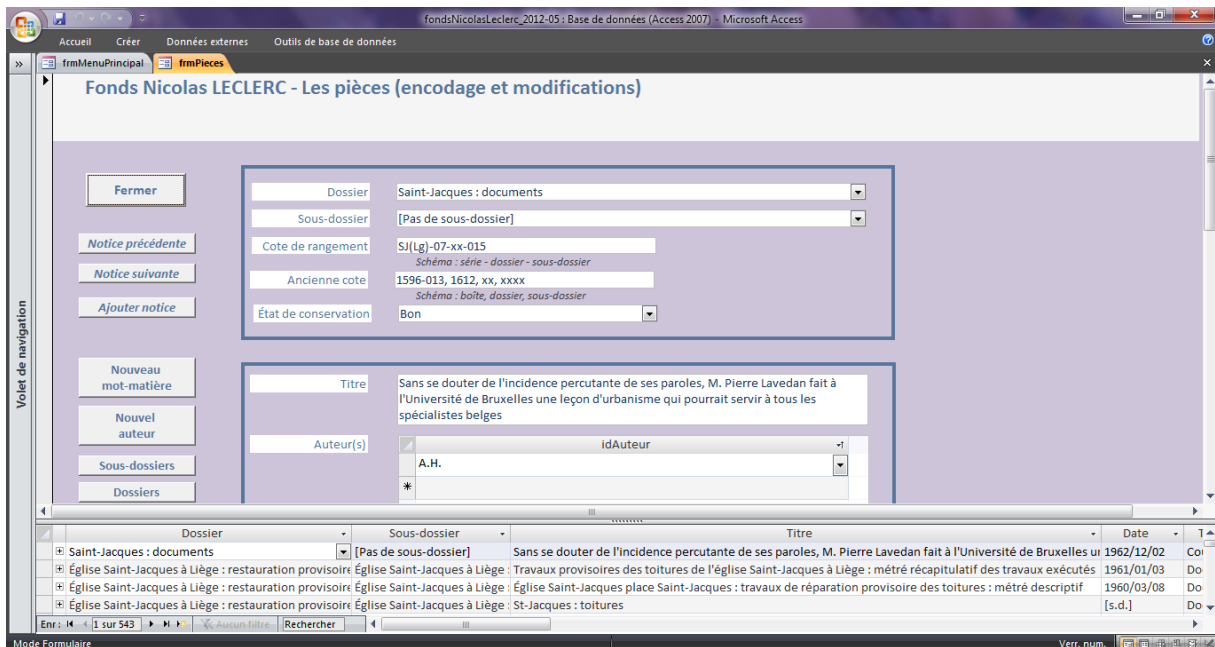 fondsNicolasLeclerc_2012-05 : Base de données (Access 2007) - Microsoft Access
Accueil Créer Données externes Outils de base de données
» frmMenuPrincipal frmPieces
Volet de navigation
Fonds Nicolas LECLERC - Les pièces (encodage et modifications)
Fermer
Notice précédente
Notice suivante
Ajouter notice
Nouveau
mot-matière
Nouvel
auteur
Sous-dossiers
Dossiers
Dossier Saint-Jacques : documents
Sous-dossier [Pas de sous-dossier]
Cote de rangement SJ(Lg)-07-xx-015
Schéma : série - dossier - sous-dossier
Ancienne cote 1596-013, 1612, xx, xxxx
Schéma : boîte, dossier, sous-dossier
État de conservation Bon
Titre Sans se douter de l'incidence percutante de ses paroles, M. Pierre Lavedan fait à
l'Université de Bruxelles une leçon d'urbanisme qui pourrait servir à tous les
spécialistes belges
Auteur(s) idAuteur
A.H.
Dossier Sous-dossier Titre Date T
Saint-Jacques : documents [Pas de sous-dossier] Sans se douter de l'incidence percutante de ses paroles, M. Pierre Lavedan fait à l'Université de Bruxelles ur 1962/12/02 Cou
Église Saint-Jacques à Liège : restauration provisoire Église Saint-Jacques à Liège : Travaux provisoires des toitures de l'église Saint-Jacques à Liège : métré récapitulatif des travaux exécutés 1961/01/03 Do
Église Saint-Jacques à Liège : restauration provisoire Église Saint-Jacques à Liège : Église Saint-Jacques place Saint-Jacques : travaux de réparation provisoire des toitures : métré descriptif 1960/03/08 Do
Église Saint-Jacques à Liège : restauration provisoire Église Saint-Jacques à Liège : St-Jacques : toitures [s.d.] Do
Enr : 1 sur 543 Aucun filtre Rechercher
Mode Formulaire Verr. num.